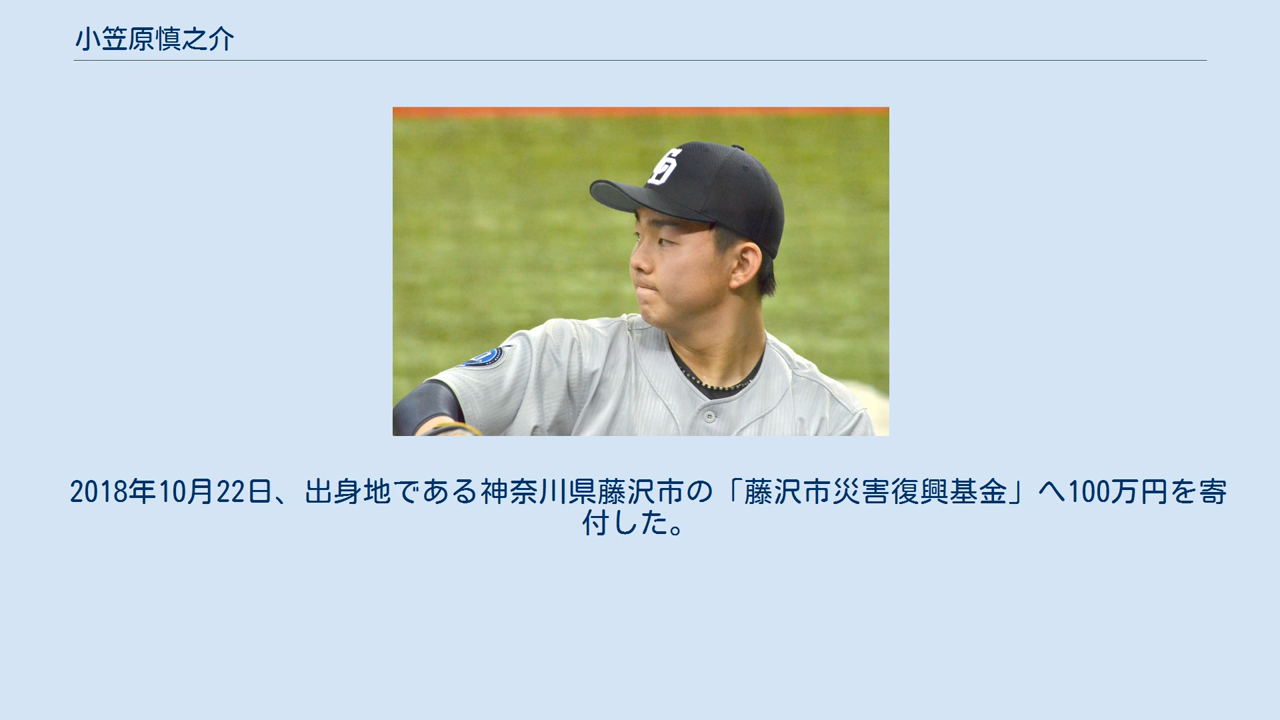 小笠原慎之介
2018年10月22日、出身地である神奈川県藤沢市の「藤沢市災害復興基金」へ100万円を寄
付した。